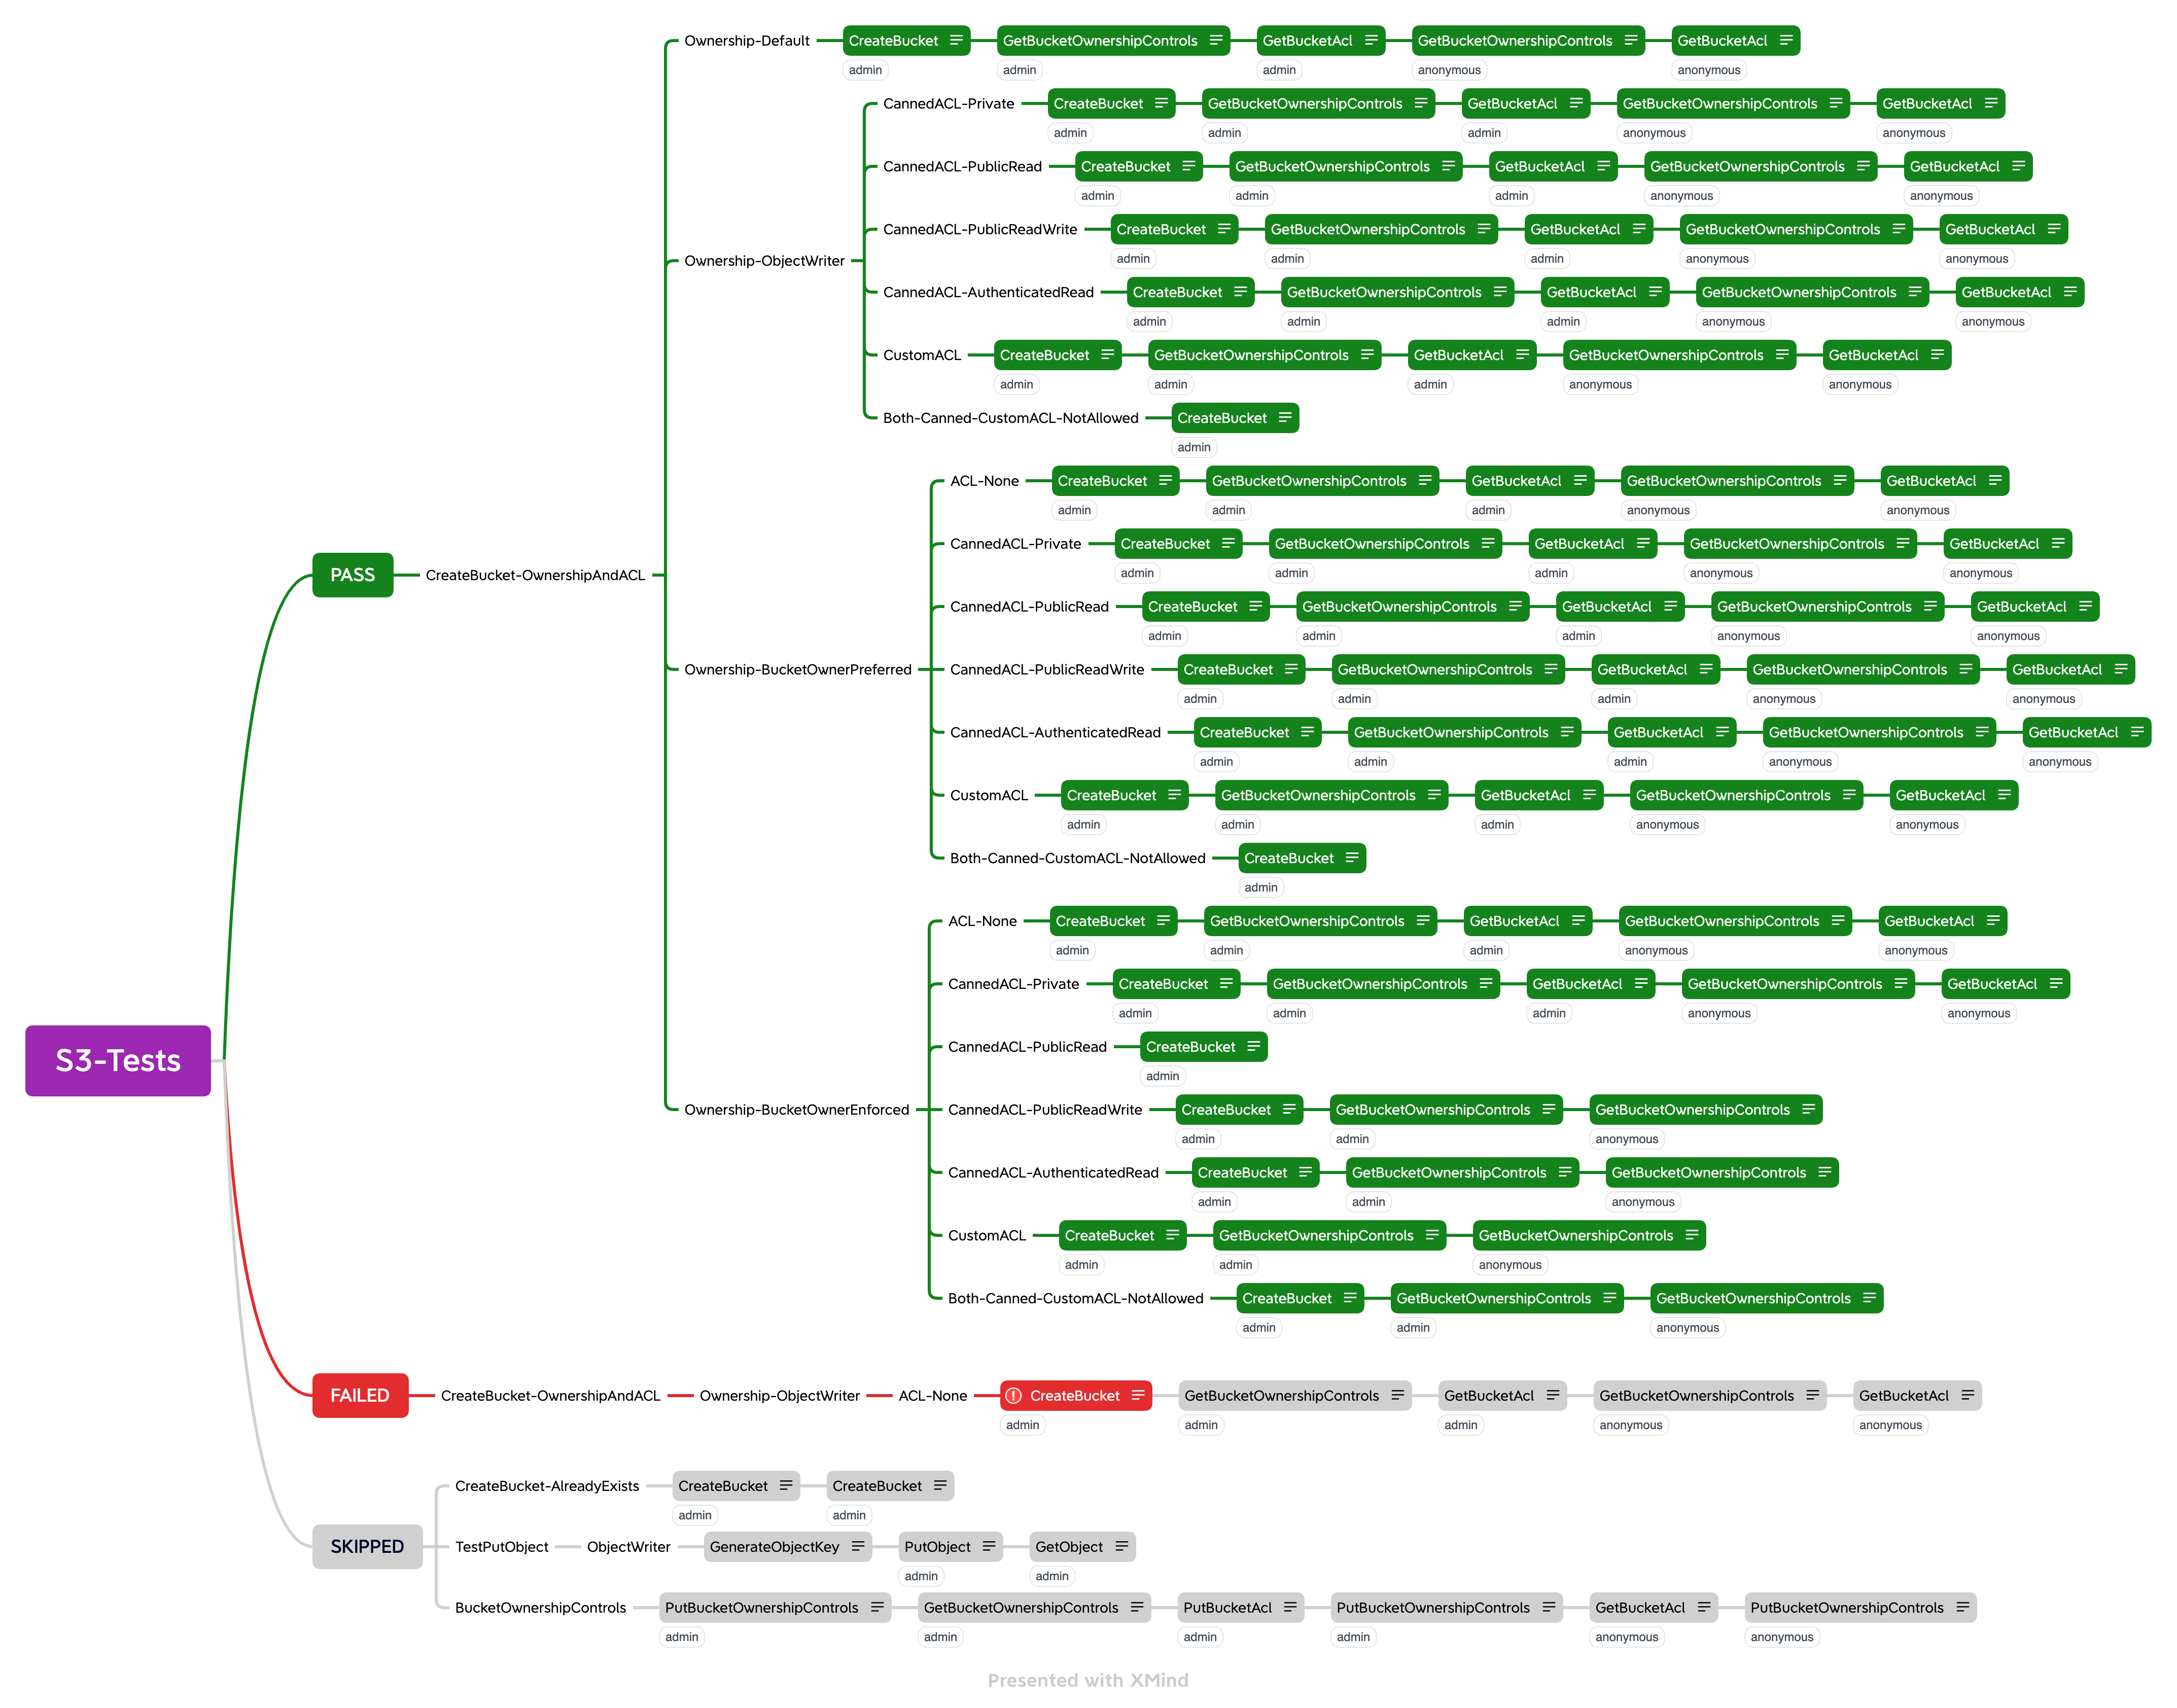 Ownership-Default CreateBucket GetBucketOwnershipControls GetBucketAcl GetBucketOwnershipControls GetBucketAcl
admin admin admin anonymous anonymous
CannedACL-Private CreateBucket GetBucketOwnershipControls GetBucketAcl GetBucketOwnershipControls GetBucketAcl
admin admin admin anonymous anonymous
CannedACL-PublicRead CreateBucket GetBucketOwnershipControls GetBucketAcl GetBucketOwnershipControls GetBucketAcl
admin admin admin anonymous anonymous
CannedACL-PublicReadWrite CreateBucket GetBucketOwnershipControls GetBucketAcl GetBucketOwnershipControls GetBucketAcl
admin admin admin anonymous anonymous
Ownership-ObjectWriter
CannedACL-AuthenticatedRead CreateBucket GetBucketOwnershipControls GetBucketAcl GetBucketOwnershipControls GetBucketAcl
admin admin admin anonymous anonymous
CustomACL CreateBucket GetBucketOwnershipControls GetBucketAcl GetBucketOwnershipControls GetBucketAcl
admin admin admin anonymous anonymous
Both-Canned-CustomACL-NotAllowed CreateBucket
admin
ACL-None CreateBucket GetBucketOwnershipControls GetBucketAcl GetBucketOwnershipControls GetBucketAcl
admin admin admin anonymous anonymous
CannedACL-Private CreateBucket GetBucketOwnershipControls GetBucketAcl GetBucketOwnershipControls GetBucketAcl
admin admin admin anonymous anonymous
PASS CreateBucket-OwnershipAndACL
CannedACL-PublicRead CreateBucket GetBucketOwnershipControls GetBucketAcl GetBucketOwnershipControls GetBucketAcl
admin admin admin anonymous anonymous
Ownership-BucketOwnerPreferred CannedACL-PublicReadWrite CreateBucket GetBucketOwnershipControls GetBucketAcl GetBucketOwnershipControls GetBucketAcl
admin admin admin anonymous anonymous
CannedACL-AuthenticatedRead CreateBucket GetBucketOwnershipControls GetBucketAcl GetBucketOwnershipControls GetBucketAcl
admin admin admin anonymous anonymous
CustomACL CreateBucket GetBucketOwnershipControls GetBucketAcl GetBucketOwnershipControls GetBucketAcl
admin admin admin anonymous anonymous
Both-Canned-CustomACL-NotAllowed CreateBucket
admin
ACL-None CreateBucket GetBucketOwnershipControls GetBucketAcl GetBucketOwnershipControls GetBucketAcl
admin admin admin anonymous anonymous
CannedACL-Private CreateBucket GetBucketOwnershipControls GetBucketAcl GetBucketOwnershipControls GetBucketAcl
admin admin admin anonymous anonymous
CannedACL-PublicRead CreateBucket
admin
S3-Tests
Ownership-BucketOwnerEnforced CannedACL-PublicReadWrite CreateBucket GetBucketOwnershipControls GetBucketOwnershipControls
admin admin anonymous
CannedACL-AuthenticatedRead CreateBucket GetBucketOwnershipControls GetBucketOwnershipControls
admin admin anonymous
CustomACL CreateBucket GetBucketOwnershipControls GetBucketOwnershipControls
admin admin anonymous
Both-Canned-CustomACL-NotAllowed CreateBucket GetBucketOwnershipControls GetBucketOwnershipControls
admin admin anonymous
FAILED CreateBucket-OwnershipAndACL Ownership-ObjectWriter ACL-None CreateBucket GetBucketOwnershipControls GetBucketAcl GetBucketOwnershipControls GetBucketAcl
admin admin admin anonymous anonymous
CreateBucket-AlreadyExists CreateBucket CreateBucket
admin admin
SKIPPED TestPutObject ObjectWriter GenerateObjectKey PutObject GetObject
admin admin
BucketOwnershipControls PutBucketOwnershipControls GetBucketOwnershipControls PutBucketAcl PutBucketOwnershipControls GetBucketAcl PutBucketOwnershipControls
admin admin admin admin anonymous anonymous
Presented with XMind